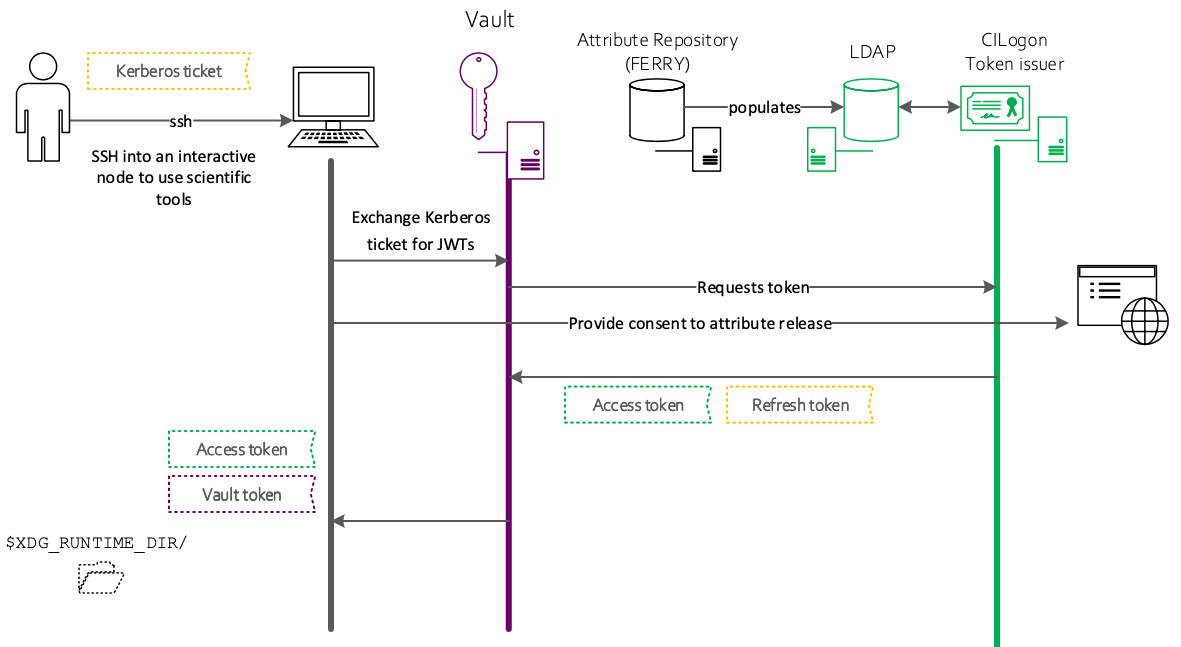 Vault
Attribute Repository
(FERRY)
LDAP
CILogon
Token issuer
Kerberos ticket
populates
ssh
SSH into an interactive
node to use scientific
tools
Exchange Kerberos
ticket for JWTs
Requests token
Provide consent to attribute release
Access token
Refresh token
Access token
Vault token
$XDG_RUNTIME_DIR/